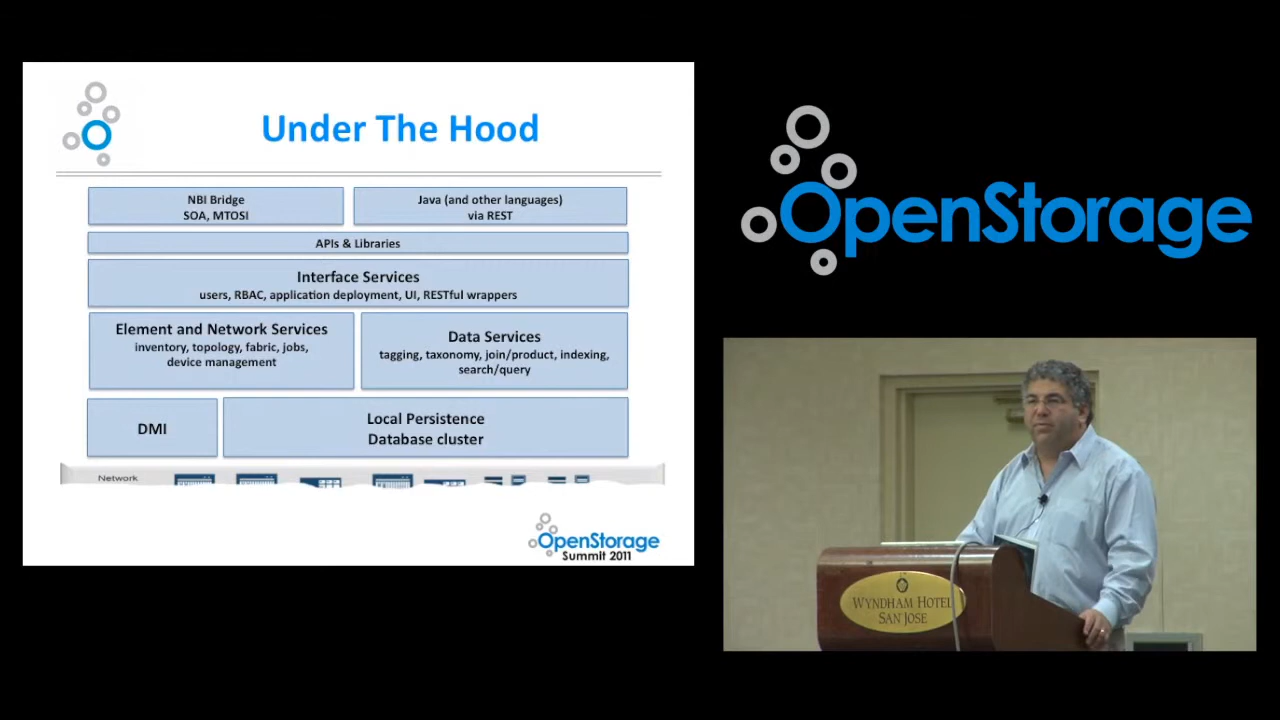 Under The Hood
NBI Bridge
SOA, MTOSI
Java (and other languages)
via REST
APIs & Libraries
Interface Services
users, RBAC, application deployment, UI, RESTful wrappers
Element and Network Services
inventory, topology, fabric, jobs,
device management
Data Services
tagging, taxonomy, join/product, indexing,
search/query
DMI
Local Persistence
Database cluster
Network
OpenStorage
Summit 2011
OpenStorage
WYNDHAM HOTEL
SAN JOSE